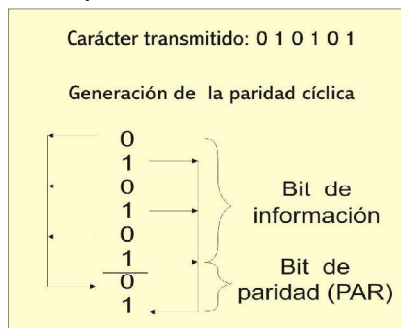 Carácter transmitido: 0 1 0 1 0 1
Generación de la paridad cíclica
0
1
0
1
0
1
0
1
Bit de
información
Bit de
paridad (PAR)